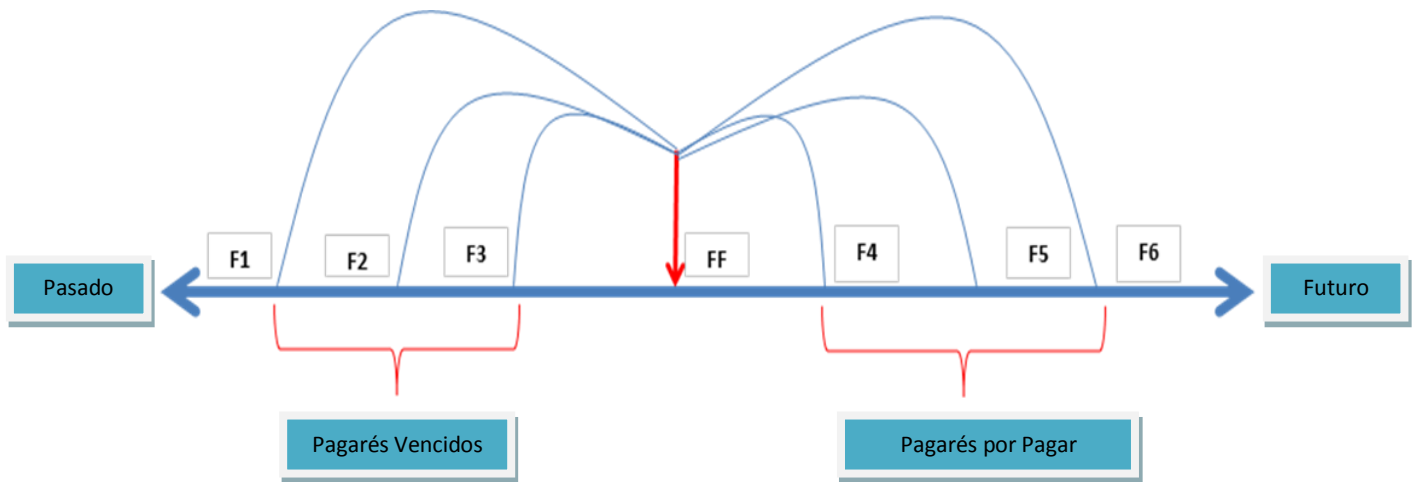 F1
F2
F3
FF
F4
F5
F6
Pasado
Futuro
Pagarés Vencidos
Pagarés por Pagar